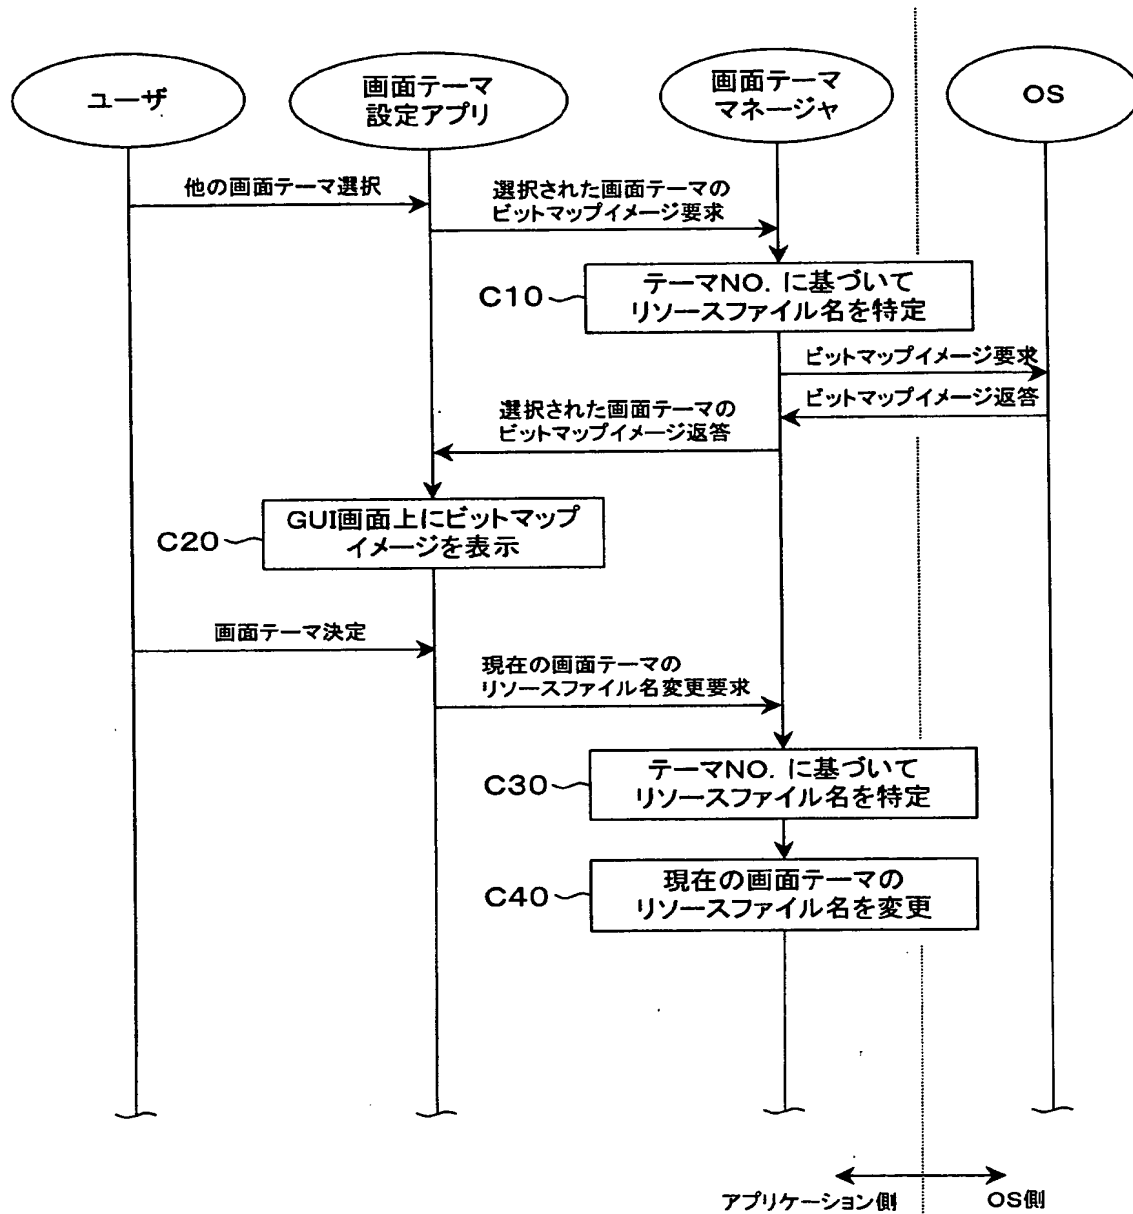 ユーザ
画面テーマ
設定アプリ
画面テーマ
マネージャ
OS
他の画面テーマ選択
選択された画面テーマの
ビットマップイメージ要求
C10
テーマNO. に基づいて
リソースファイル名を特定
ビットマップイメージ要求
ビットマップイメージ返答
選択された画面テーマの
ビットマップイメージ返答
C20
GUI画面上にビットマップ
イメージを表示
画面テーマ決定
現在の画面テーマの
リソースファイル名変更要求
C30
テーマNO. に基づいて
リソースファイル名を特定
C40
現在の画面テーマの
リソースファイル名を変更
アプリケーション側
OS側